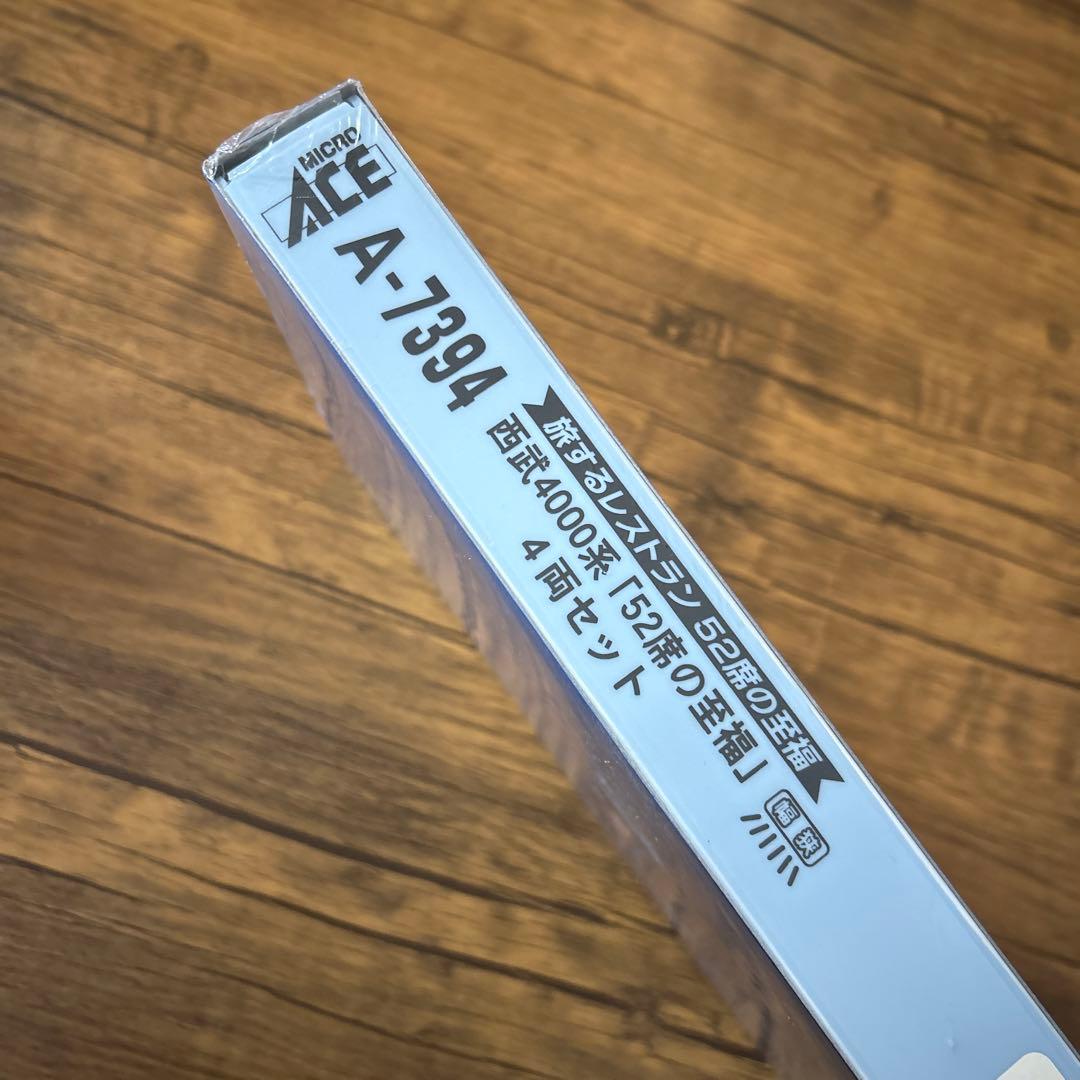 MICRO
ACE
A-7394
旅するレストラン 52席の至福
西武4000系「52席の至福」
4両セット
幅狭